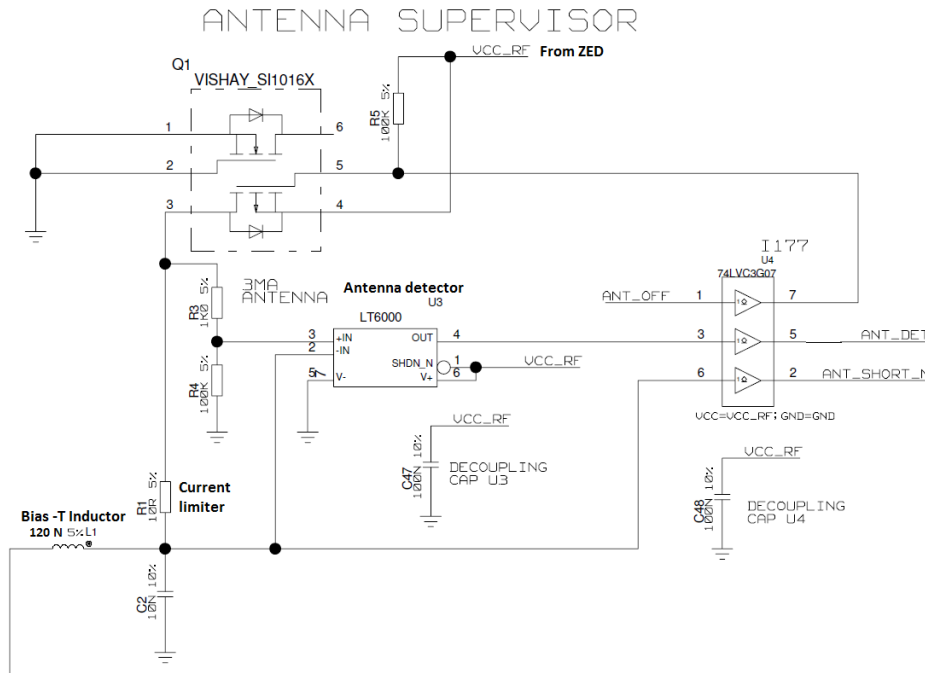 ANTENNA SUPERVISOR
VCC_RF From ZED
Q1
VISHAY_SI1016X
1
6
2
5
3
4
R5
100K 5%
I177
U4
74LVC3G07
ANT_OFF
1
7
3
5
ANT_DET
6
2
ANT_SHORT_N
VCC=VCC_RF; GND=GND
3MA
ANTENNA
Antenna detector
U3
LT6000
R3
1K0 5%
R4
100K 5%
3
+IN
OUT
4
2
-IN
SHDN_N
1
VCC_RF
5
V-
V+
6
7
VCC_RF
C47
100N 10%
DECOUPLING
CAP U3
VCC_RF
C48
100N 10%
DECOUPLING
CAP U4
R1
10R 5%
Current
limiter
Bias -T Inductor
120 N 5% L1
C2
10N 10%